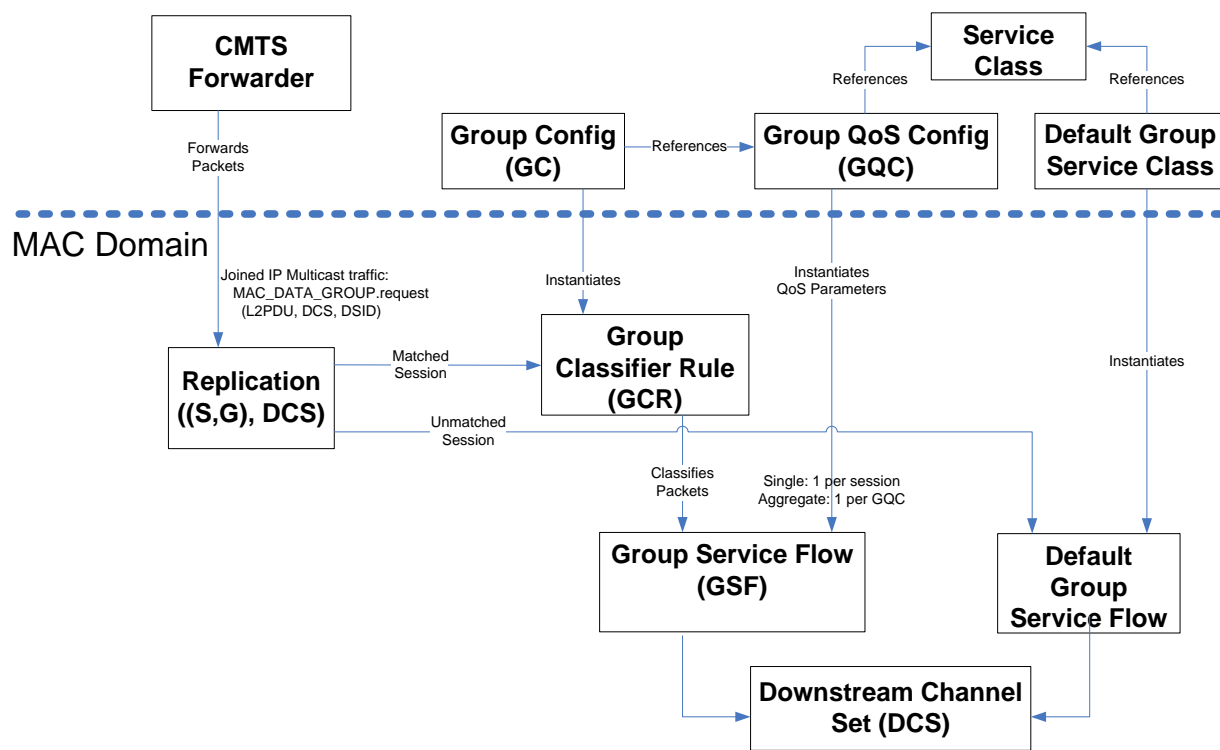 CMTS
Forwarder
Service
Class
References
References
Forwards
Packets
Group Config
(GC)
References
Group QoS Config
(GQC)
Default Group
Service Class
MAC Domain
Joined IP Multicast traffic:
MAC_DATA_GROUP.request
(L2PDU, DCS, DSID)
Instantiates
Instantiates
QoS Parameters
Replication
((S,G), DCS)
Matched
Session
Group
Classifier Rule
(GCR)
Instantiates
Unmatched
Session
Classifies
Packets
Single: 1 per session
Aggregate: 1 per GQC
Group Service Flow
(GSF)
Default
Group
Service Flow
Downstream Channel
Set (DCS)